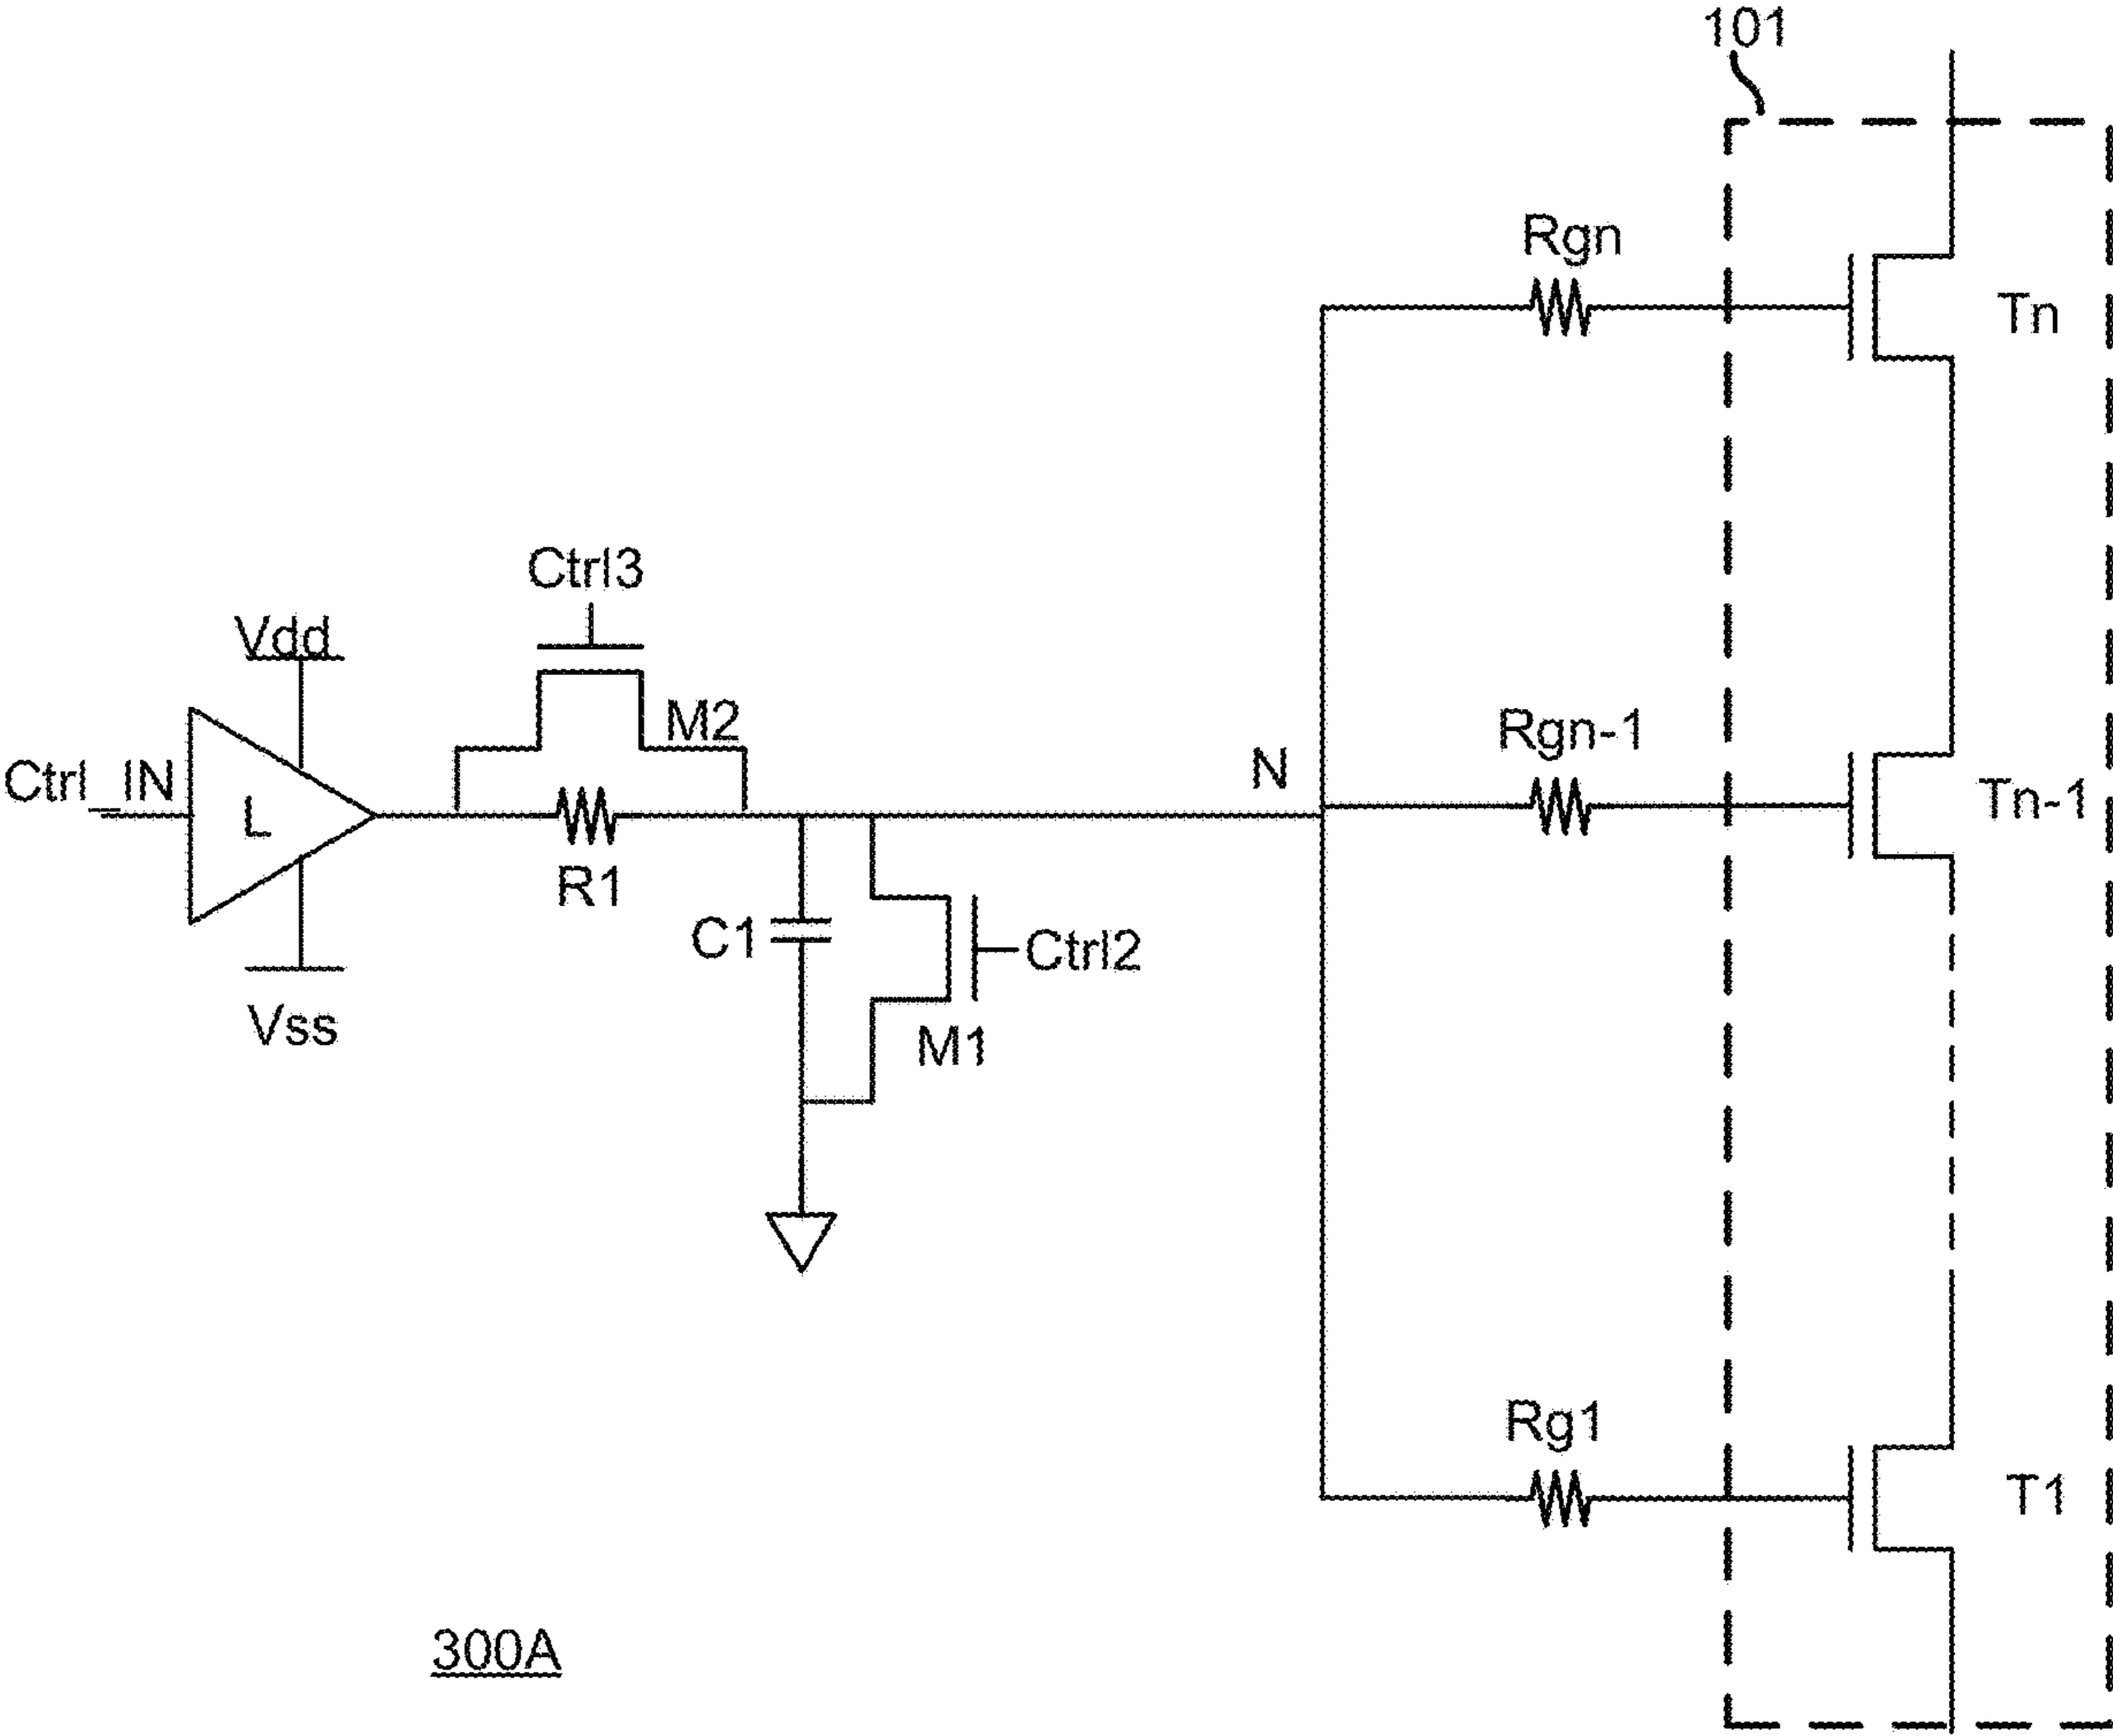 101
Rgn
Tn
Ctrl3
Vdd
M2
Rgn-1
N
Ctrl_IN
L
Tn-1
R1
C1
Ctrl2
Vss
M1
Rg1
T1
300A